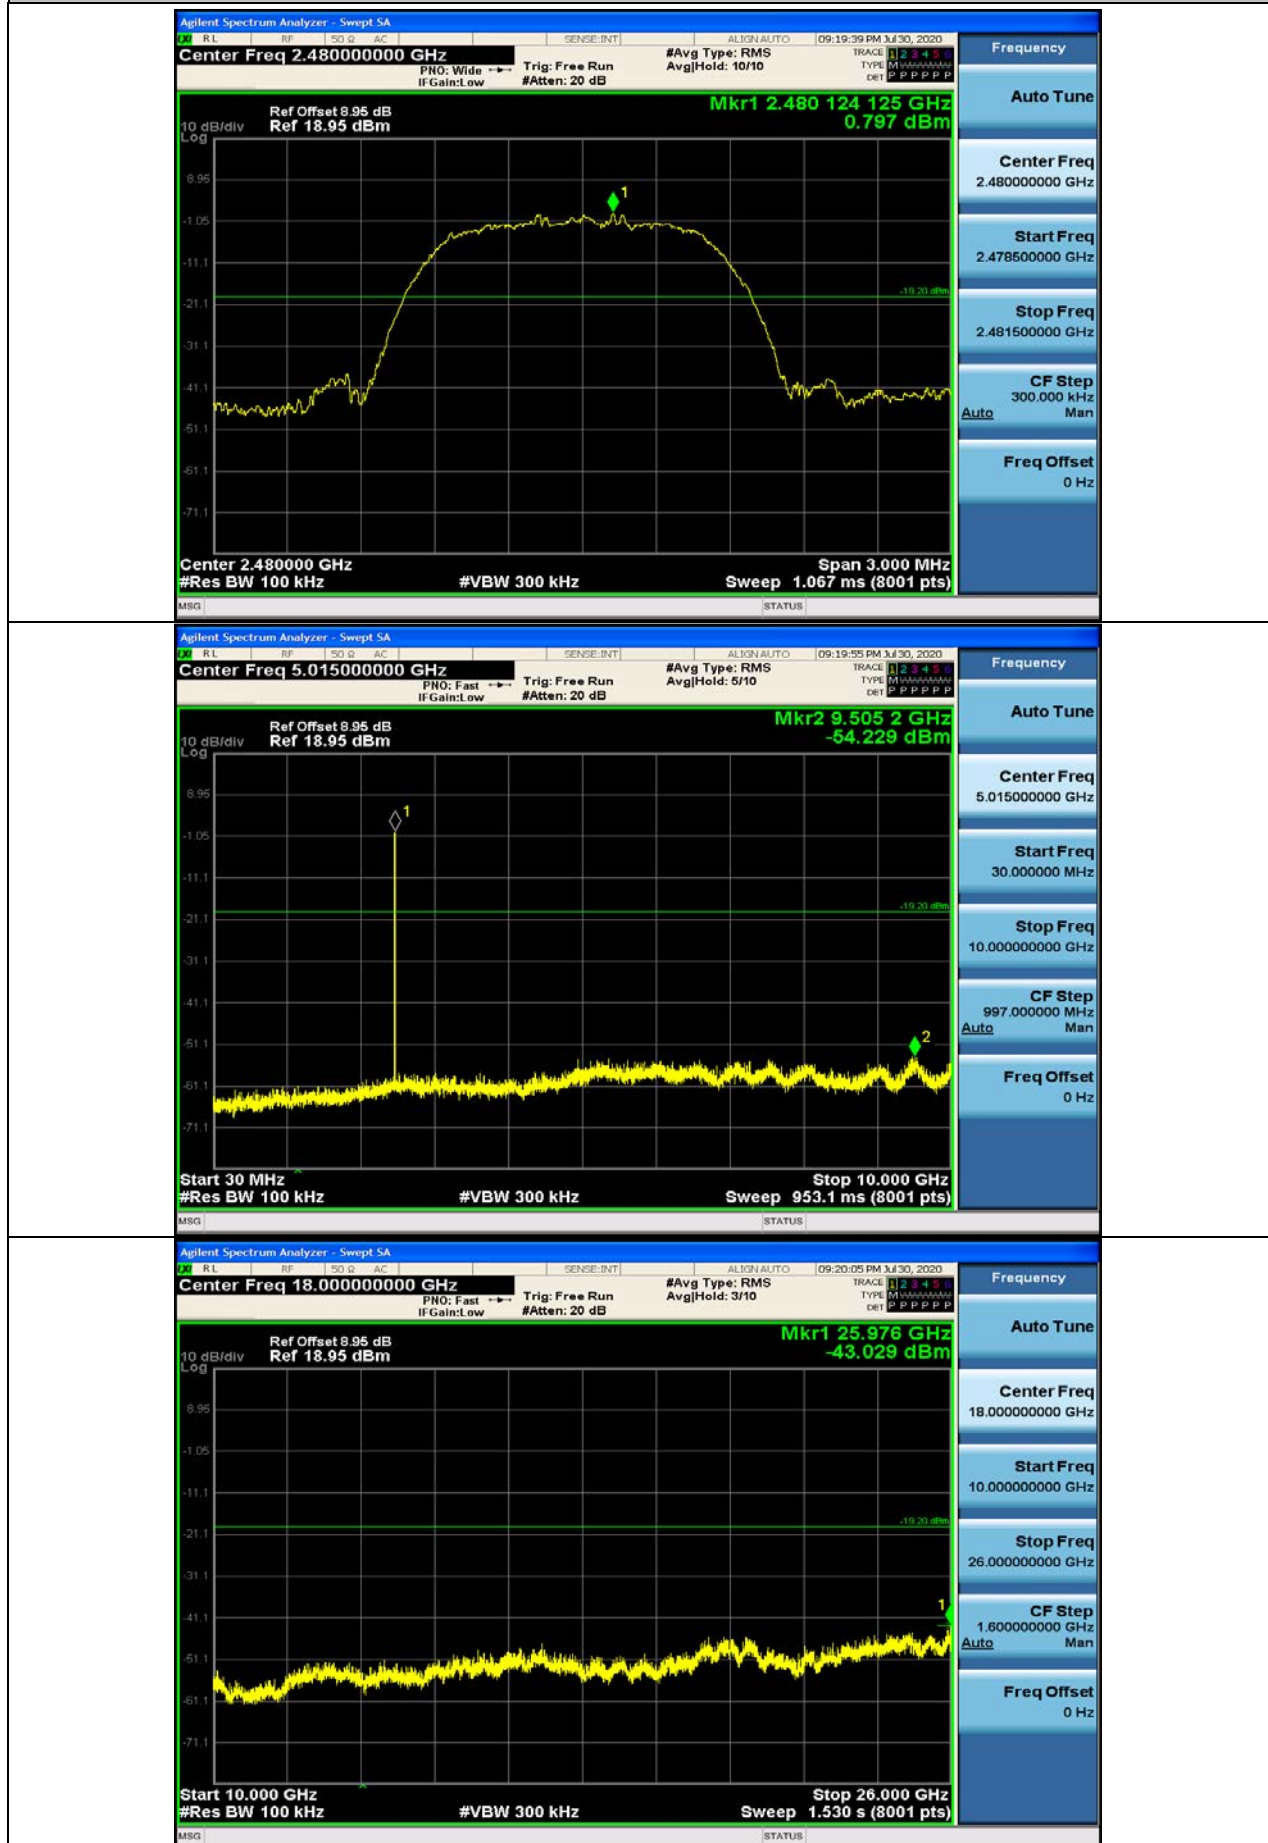 Agilent Spectrum Analyzer - Swept SA
LXI RL RF 50 Ω AC SENSE:INT ALIGN AUTO 09:19:39 PM Jul 30, 2020
Center Freq 2.480000000 GHz
PNO: Wide
IFGain:Low
Trig: Free Run
#Atten: 20 dB
#Avg Type: RMS
Avg|Hold: 10/10
TRACE 1 2 3 4 5 6
TYPE M WWWWW
DET P P P P P P
Frequency
Mkr1 2.480 124 125 GHz
0.797 dBm
Ref Offset 8.95 dB
10 dB/div Ref 18.95 dBm
Log
8.95
-1.05
-11.1
-21.1
-31.1
-41.1
-51.1
-61.1
-71.1
1
-19.20 dBm
Center 2.480000 GHz Span 3.000 MHz
#Res BW 100 kHz #VBW 300 kHz Sweep 1.067 ms (8001 pts)
MSG STATUS
Auto Tune
Center Freq
2.480000000 GHz
Start Freq
2.478500000 GHz
Stop Freq
2.481500000 GHz
CF Step
300.000 kHz
Auto Man
Freq Offset
0 Hz
Agilent Spectrum Analyzer - Swept SA
LXI RL RF 50 Ω AC SENSE:INT ALIGN AUTO 09:19:55 PM Jul 30, 2020
Center Freq 5.015000000 GHz
PNO: Fast
IFGain:Low
Trig: Free Run
#Atten: 20 dB
#Avg Type: RMS
Avg|Hold: 5/10
TRACE 1 2 3 4 5 6
TYPE M WWWWW
DET P P P P P P
Frequency
Mkr2 9.505 2 GHz
-54.229 dBm
Ref Offset 8.95 dB
10 dB/div Ref 18.95 dBm
Log
8.95
-1.05
-11.1
-21.1
-31.1
-41.1
-51.1
-61.1
-71.1
1
-19.20 dBm
2
Start 30 MHz Stop 10.000 GHz
#Res BW 100 kHz #VBW 300 kHz Sweep 953.1 ms (8001 pts)
MSG STATUS
Auto Tune
Center Freq
5.015000000 GHz
Start Freq
30.000000 MHz
Stop Freq
10.000000000 GHz
CF Step
997.000000 MHz
Auto Man
Freq Offset
0 Hz
Agilent Spectrum Analyzer - Swept SA
LXI RL RF 50 Ω AC SENSE:INT ALIGN AUTO 09:20:05 PM Jul 30, 2020
Center Freq 18.000000000 GHz
PNO: Fast
IFGain:Low
Trig: Free Run
#Atten: 20 dB
#Avg Type: RMS
Avg|Hold: 3/10
TRACE 1 2 3 4 5 6
TYPE M WWWWW
DET P P P P P P
Frequency
Mkr1 25.976 GHz
-43.029 dBm
Ref Offset 8.95 dB
10 dB/div Ref 18.95 dBm
Log
8.95
-1.05
-11.1
-21.1
-31.1
-41.1
-51.1
-61.1
-71.1
-19.20 dBm
1
Start 10.000 GHz Stop 26.000 GHz
#Res BW 100 kHz #VBW 300 kHz Sweep 1.530 s (8001 pts)
MSG STATUS
Auto Tune
Center Freq
18.000000000 GHz
Start Freq
10.000000000 GHz
Stop Freq
26.000000000 GHz
CF Step
1.600000000 GHz
Auto Man
Freq Offset
0 Hz